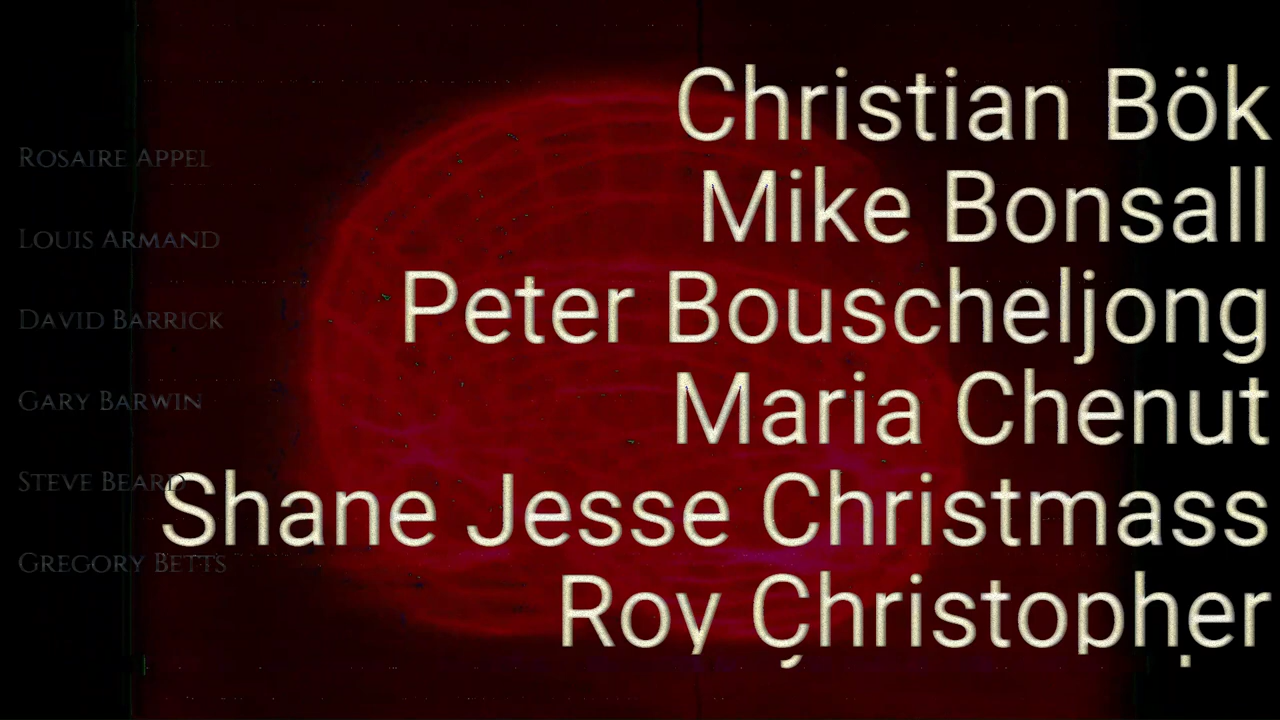 ROSAIRE APPEL
LOUIS ARMAND
DAVID BARRICK
GARY BARWIN
STEVE BEARD
GREGORY BETTS
Christian Bök
Mike Bonsall
Peter Bouscheljong
Maria Chenut
Shane Jesse Christmass
Roy Christopher